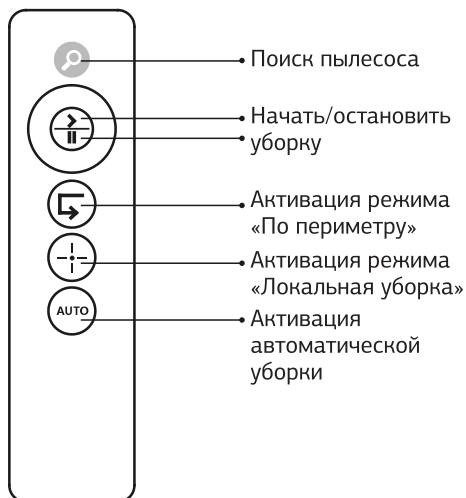 Поиск пылесоса
Начать/остановить
уборку
Активация режима
«По периметру»
Активация режима
«Локальная уборка»
AUTO
Активация
автоматической
уборки